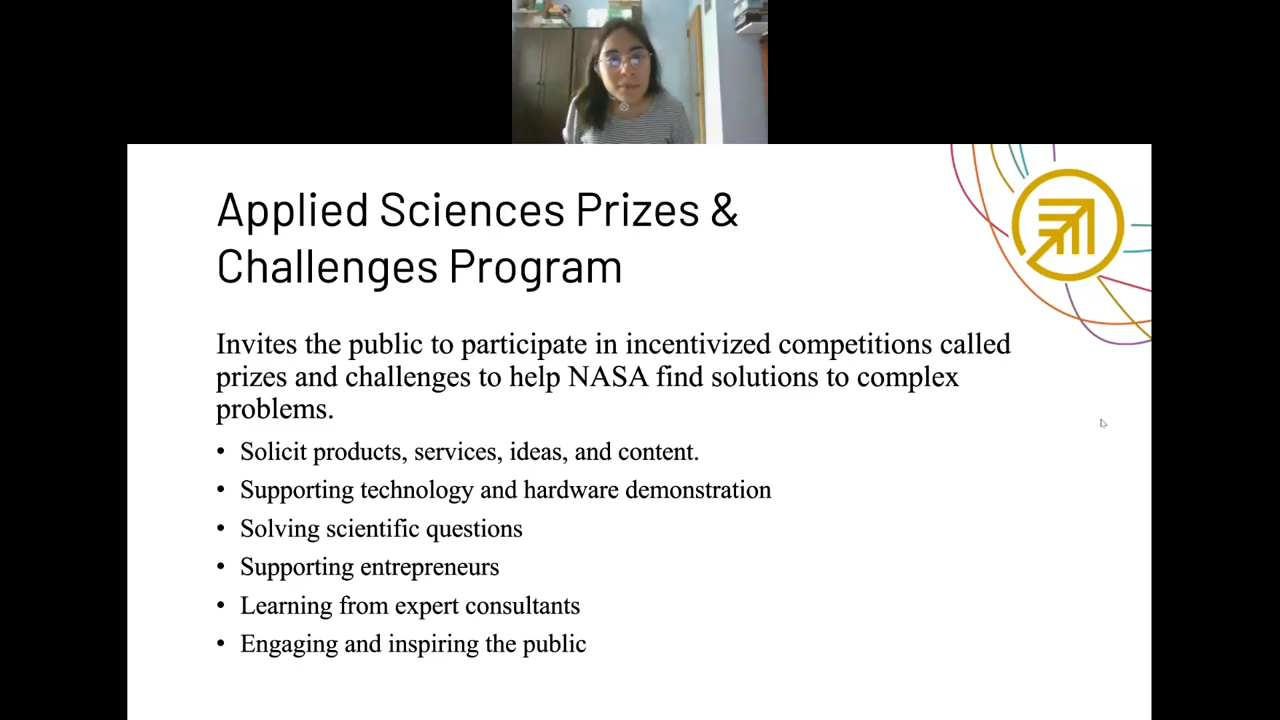 Applied Sciences Prizes &
Challenges Program
Invites the public to participate in incentivized competitions called
prizes and challenges to help NASA find solutions to complex
problems.
• Solicit products, services, ideas, and content.
• Supporting technology and hardware demonstration
• Solving scientific questions
• Supporting entrepreneurs
• Learning from expert consultants
• Engaging and inspiring the public